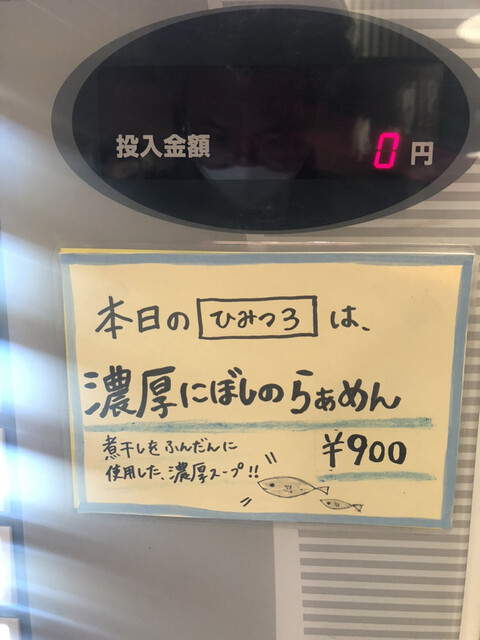 投入金額 0 円
本日の ひみつ3 は、
濃厚にぼしのらぁめん
煮干しをふんだんに
使用した、濃厚スープ!!
¥900